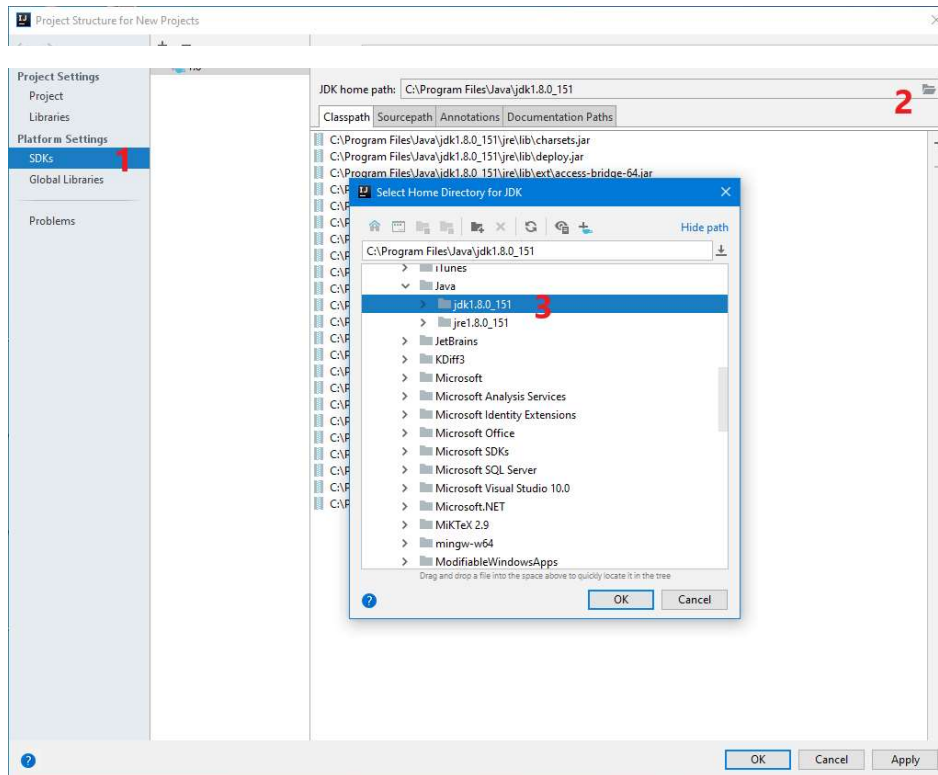 Project Structure for New Projects
Project Settings
Project
Libraries
Platform Settings
SDKs
1
Global Libraries
Problems
JDK home path: C:\Program Files\Java\jdk1.8.0_151
2
Classpath Sourcepath Annotations Documentation Paths
C:\Program Files\Java\jdk1.8.0_151\jre\lib\charsets.jar
C:\Program Files\Java\jdk1.8.0_151\jre\lib\deploy.jar
C:\Program Files\Java\jdk1.8.0_151\jre\lib\ext\access-bridge-64.jar
Select Home Directory for JDK
Hide path
C:\Program Files\Java\jdk1.8.0_151
iTunes
Java
jdk1.8.0_151
3
jre1.8.0_151
JetBrains
KDiff3
Microsoft
Microsoft Analysis Services
Microsoft Identity Extensions
Microsoft Office
Microsoft SDKs
Microsoft SQL Server
Microsoft Visual Studio 10.0
Microsoft.NET
MiKTeX 2.9
mingw-w64
ModifiableWindowsApps
Drag and drop a file into the space above to quickly locate it in the tree
OK Cancel
OK Cancel Apply